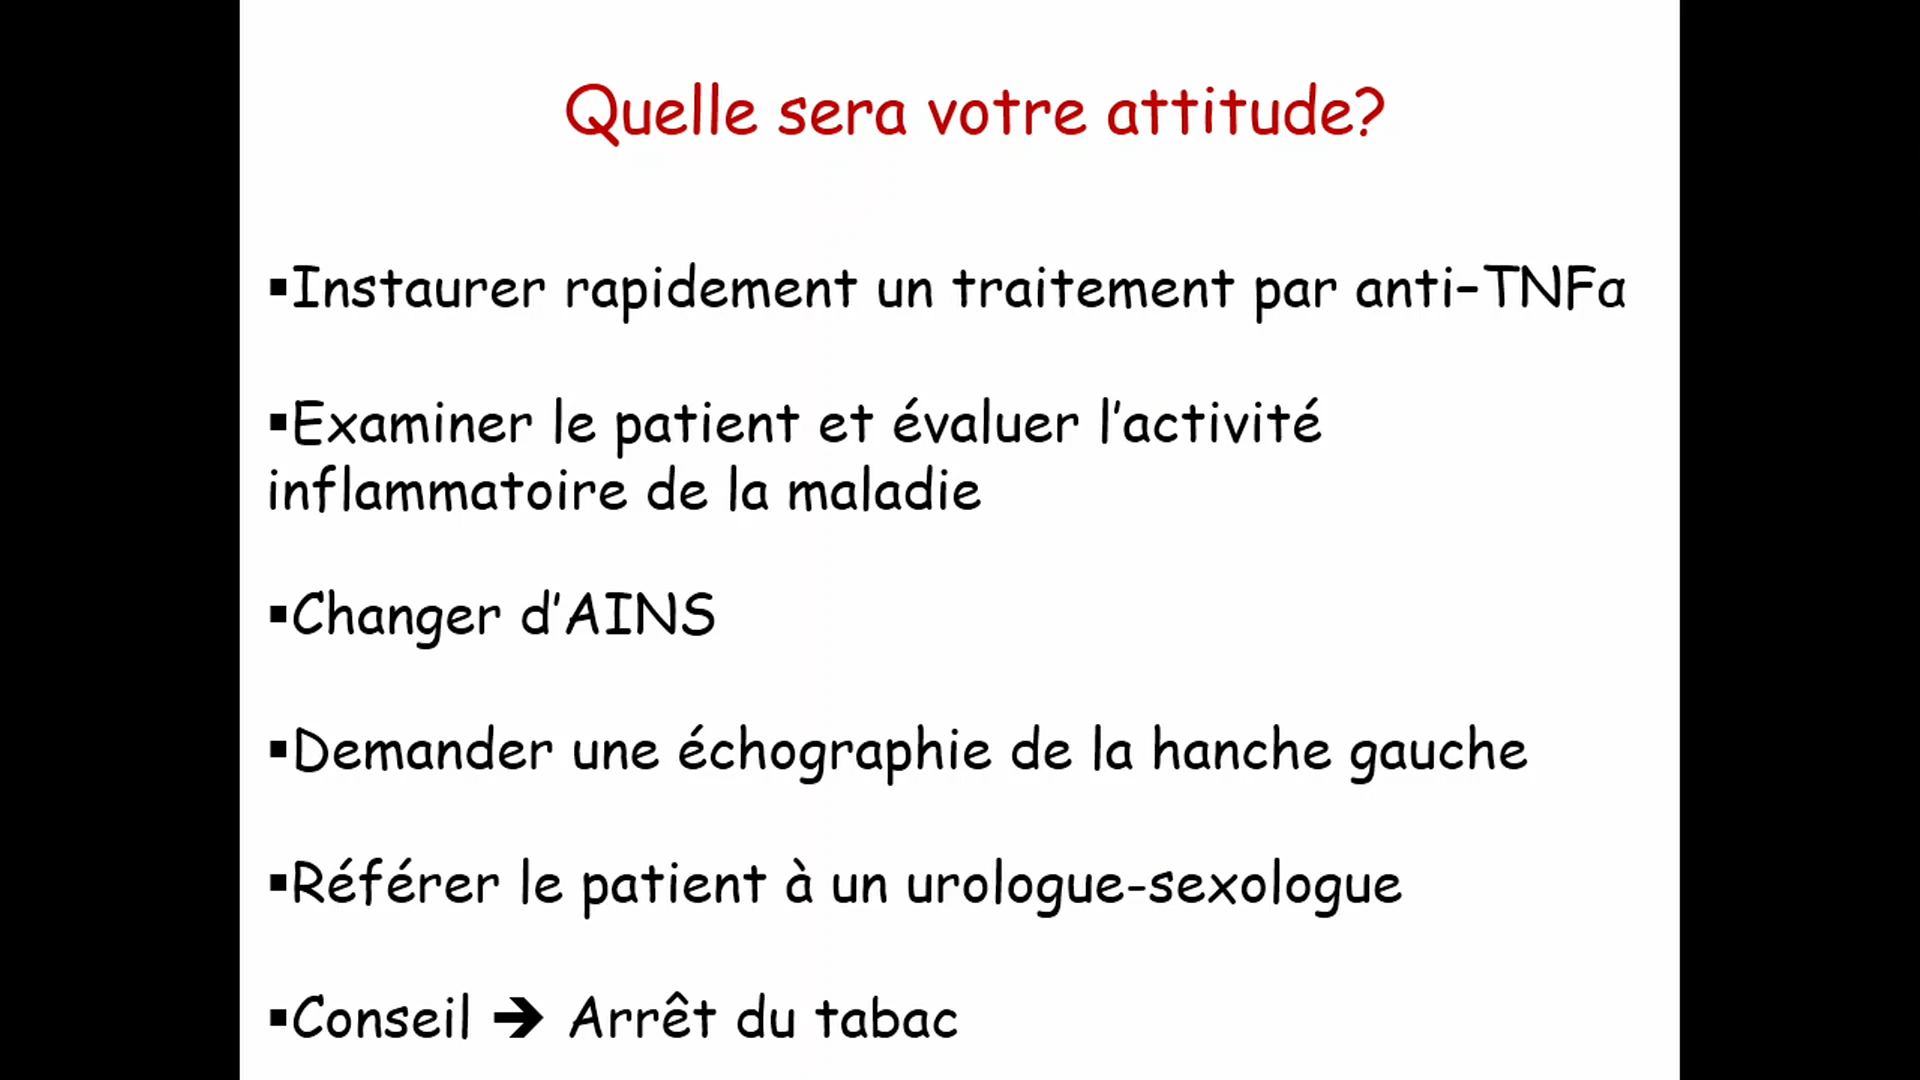 Quelle sera votre attitude?
▪Instaurer rapidement un traitement par anti-TNFα
▪Examiner le patient et évaluer l’activité
inflammatoire de la maladie
▪Changer d’AINS
▪Demander une échographie de la hanche gauche
▪Référer le patient à un urologue-sexologue
▪Conseil ➔ Arrêt du tabac